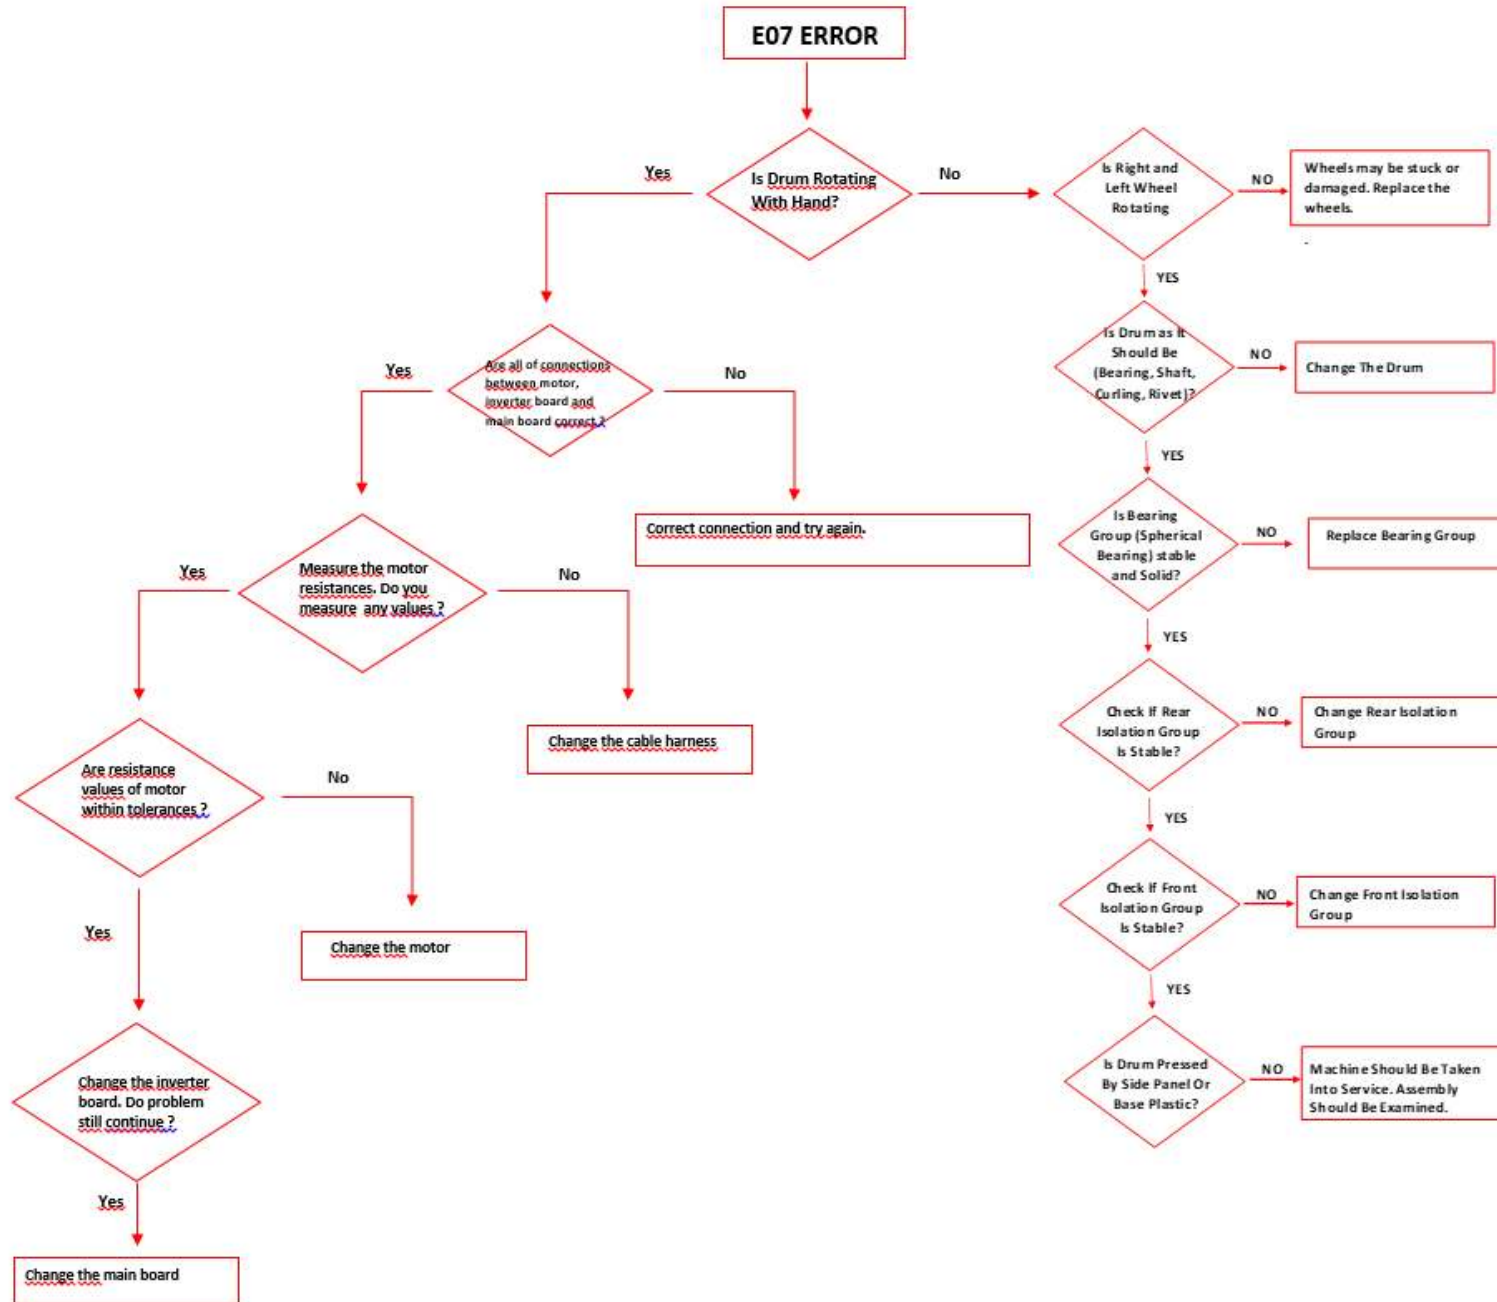 E07 ERROR
Is Drum Rotating
With Hand?
Yes
No
Is Right and
Left Wheel
Rotating
NO
Wheels may be stuck or
damaged. Replace the
wheels.
.
YES
Are all of connections
between motor,
inverter board and
main board correct ?
Yes
No
Is Drum as It
Should Be
(Bearing, Shaft,
Curling, Rivet)?
NO
Change The Drum
YES
Correct connection and try again.
Is Bearing
Group (Spherical
Bearing) stable
and Solid?
NO
Replace Bearing Group
YES
Measure the motor
resistances. Do you
measure any values ?
Yes
No
Change the cable harness
Check If Rear
Isolation Group
Is Stable?
NO
Change Rear Isolation
Group
YES
Are resistance
values of motor
within tolerances ?
No
Yes
Change the motor
Check If Front
Isolation Group
Is Stable?
NO
Change Front Isolation
Group
YES
Change the inverter
board. Do problem
still continue ?
Yes
Change the main board
Is Drum Pressed
By Side Panel Or
Base Plastic?
NO
Machine Should Be Taken
Into Service. Assembly
Should Be Examined.